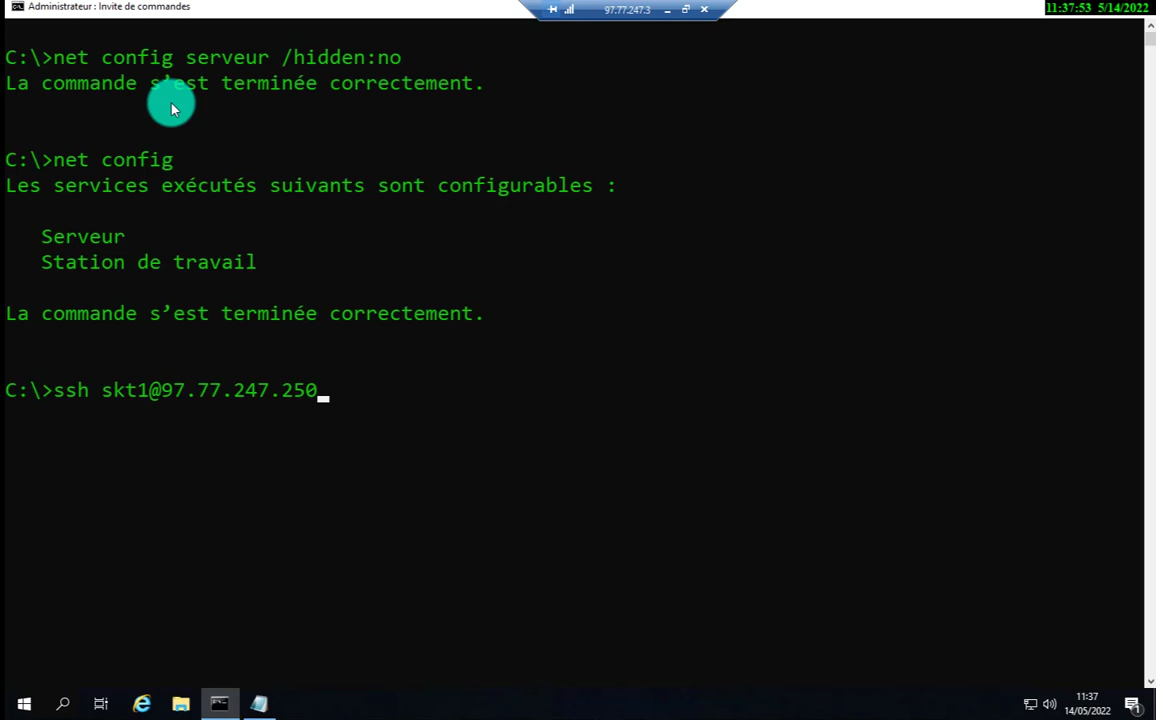 Administrateur : Invite de commandes
97.77.247.3
11:37:53 5/14/2022
C:\>net config serveur /hidden:no
La commande s'est terminée correctement.
C:\>net config
Les services exécutés suivants sont configurables :
Serveur
Station de travail
La commande s’est terminée correctement.
C:\>ssh skt1@97.77.247.250
11:37
14/05/2022
1